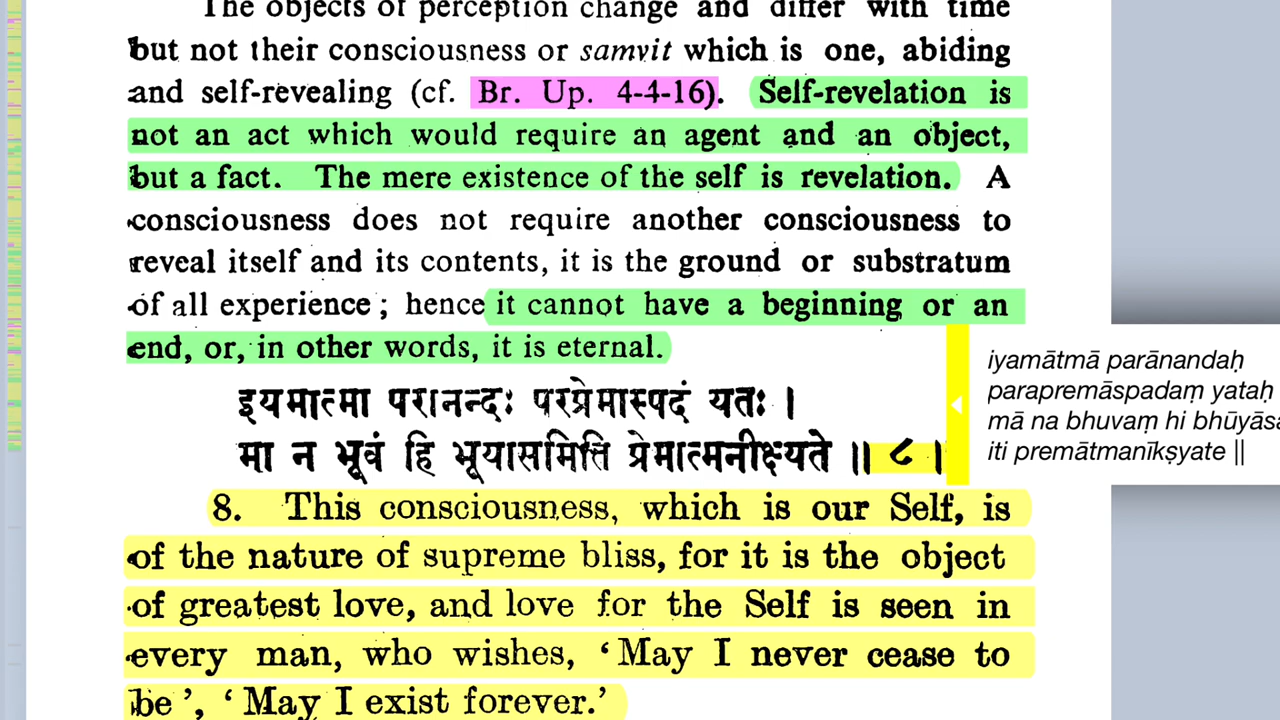 The objects of perception change and differ with time
but not their consciousness or samvit which is one, abiding
and self-revealing (cf. Br. Up. 4-4-16). Self-revelation is
not an act which would require an agent and an object,
but a fact. The mere existence of the self is revelation. A
consciousness does not require another consciousness to
reveal itself and its contents, it is the ground or substratum
of all experience ; hence it cannot have a beginning or an
end, or, in other words, it is eternal.
इयमात्मा परानन्दः परप्रेमास्पदं यतः ।
मा न भूवं हि भूयासमिति प्रेमात्मनीक्ष्यते ॥ ८ ।
8. This consciousness, which is our Self, is
of the nature of supreme bliss, for it is the object
of greatest love, and love for the Self is seen in
every man, who wishes, ‘ May I never cease to
be ’, ‘ May I exist forever.’
iyamātmā parānandaḥ
parapremāspadaṃ yataḥ
mā na bhuvaṃ hi bhūyāsa
iti premātmanīkṣyate ||